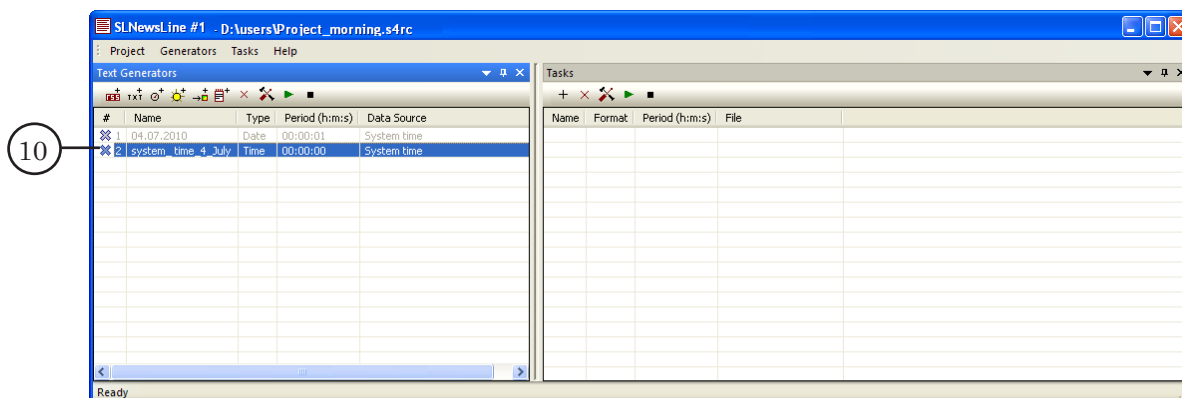 SLNewsLine #1 - D:\users\Project_morning.s4rc
Project Generators Tasks Help
Text Generators
Tasks
RSS TXT
# Name Type Period (h:m:s) Data Source
Name Format Period (h:m:s) File
1 04.07.2010 Date 00:00:01 System time
10
2 system_time_4_July Time 00:00:00 System time
Ready